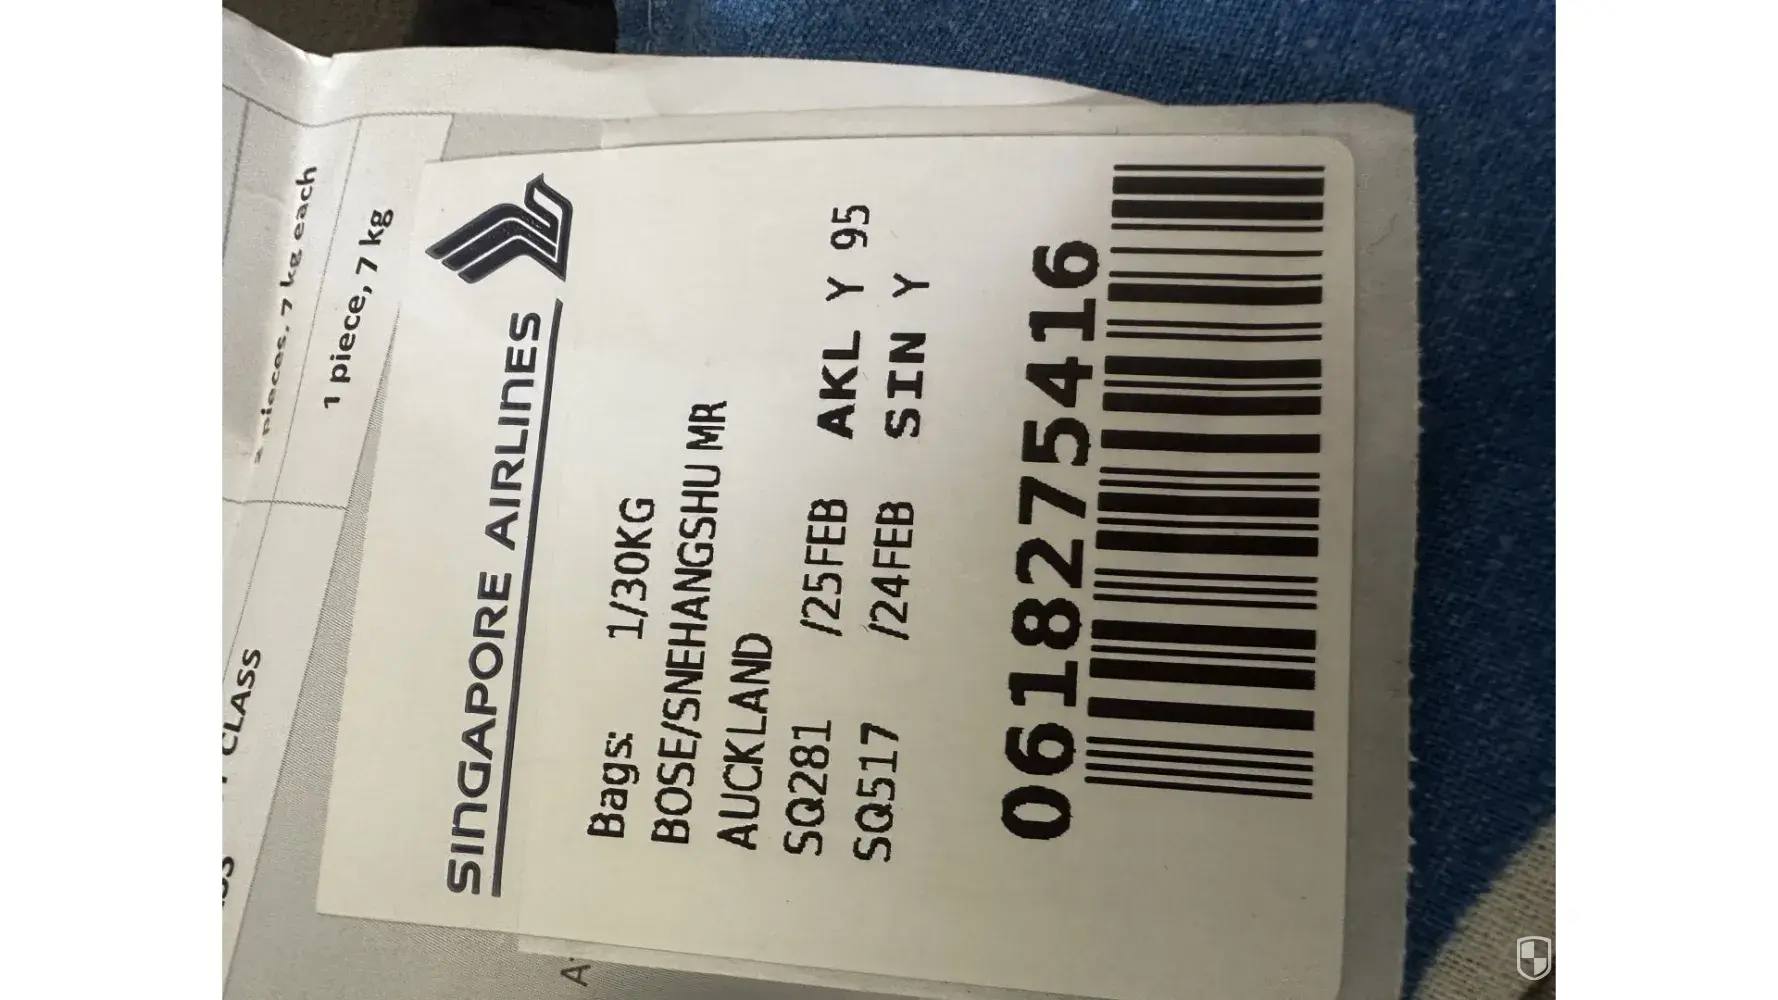 2 pieces, 7 kg each
1 piece, 7 kg
CLASS
SINGAPORE AIRLINES
Bags: 1/30KG
BOSE/SNEHANGSHU MR
AUCKLAND
SQ281 /25FEB AKL Y 95
SQ517 /24FEB SIN Y
0618275416